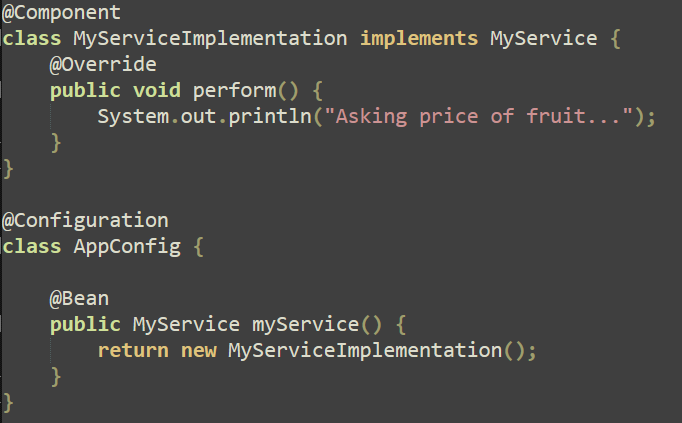 @Component
class MyServiceImplementation implements MyService {
    @Override
    public void perform() {
        System.out.println("Asking price of fruit...");
    }
}
@Configuration
class AppConfig {
    @Bean
    public MyService myService() {
        return new MyServiceImplementation();
    }
}